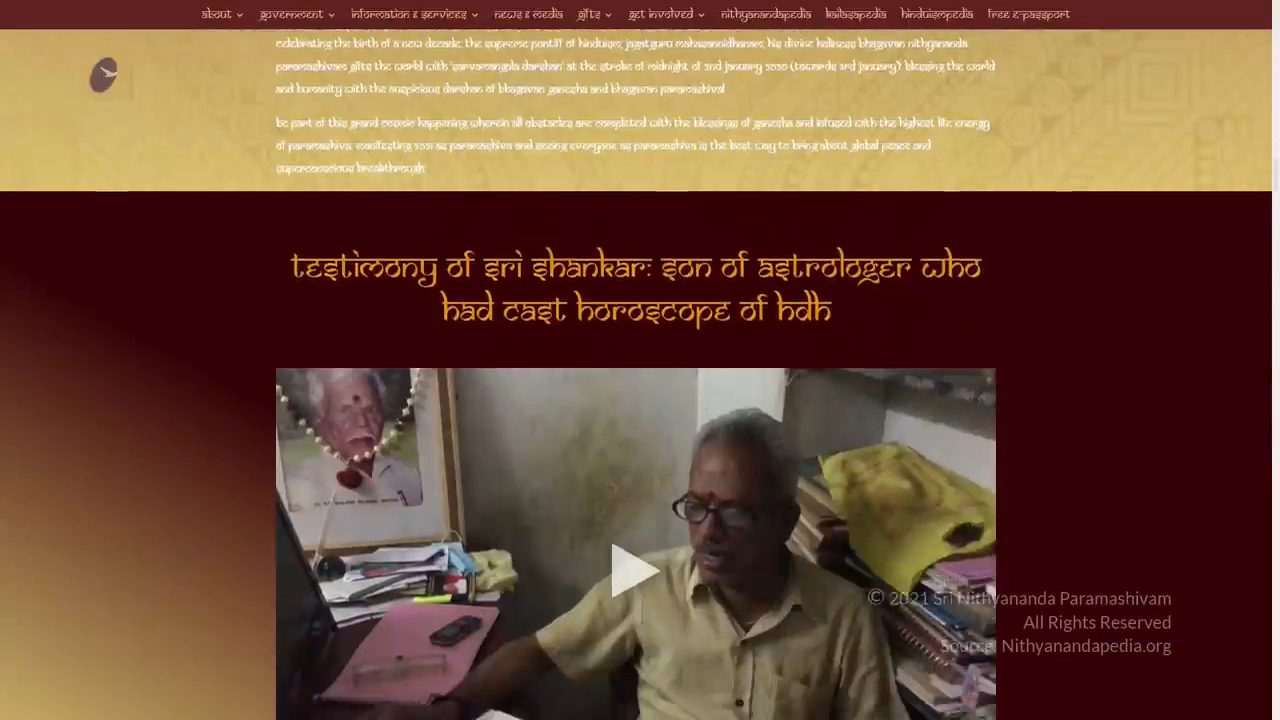 about government information & services news & media gifts get involved nithyanandapedia kailasapedia hinduismpedia free e-passport
celebrating the birth of a new decade, the supreme pontiff of hinduism, jagatguru mahasannidhanam, his divine holiness bhagavan nithyananda
paramashivam gifts the world with 'sarvamangala darshan' at the stroke of midnight of 2nd january 2020 (towards 3rd january) blessing the world
and humanity with the auspicious darshan of bhagavan ganesha and bhagavan paramashiva!
be part of this grand cosmic happening wherein all obstacles are completed with the blessings of ganesha and infused with the highest life energy
of paramashiva. manifesting 2021 as paramashiva and seeing everyone as paramashiva is the best way to bring about global peace and
superconscious breakthrough.
testimony of sri shankar: son of astrologer who
had cast horoscope of hdh
© 2021 Sri Nithyananda Paramashivam
All Rights Reserved
Source: Nithyanandapedia.org